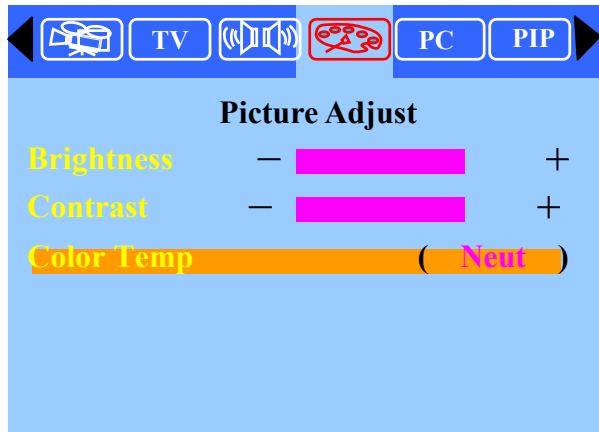 TV PC PIP
Picture Adjust
Brightness － ＋
Contrast － ＋
Color Temp ( Neut )